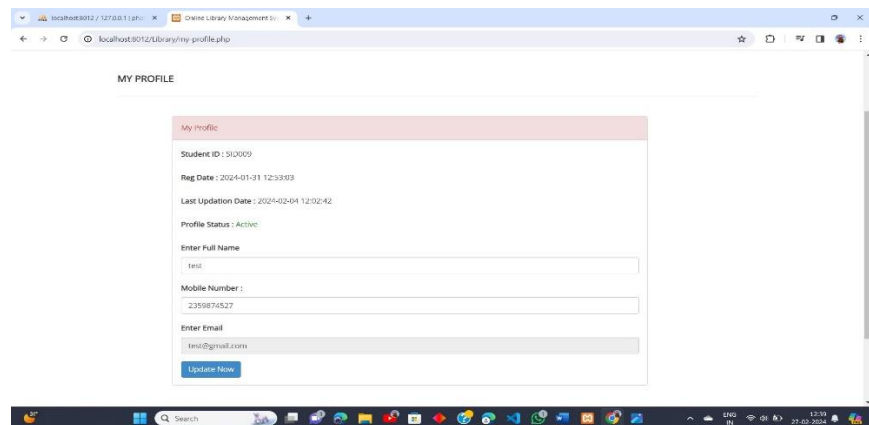 localhost:8012 / 127.0.0.1 | ph
Online Library Management Sy
localhost:8012/Library/my-profile.php
MY PROFILE
My Profile
Student ID : SID009
Reg Date : 2024-01-31 12:53:03
Last Updation Date : 2024-02-04 12:02:42
Profile Status : Active
Enter Full Name
test
Mobile Number :
2359874527
Enter Email
test@gmail.com
Update Now
Search
ENG
IN
12:39
27-02-2024